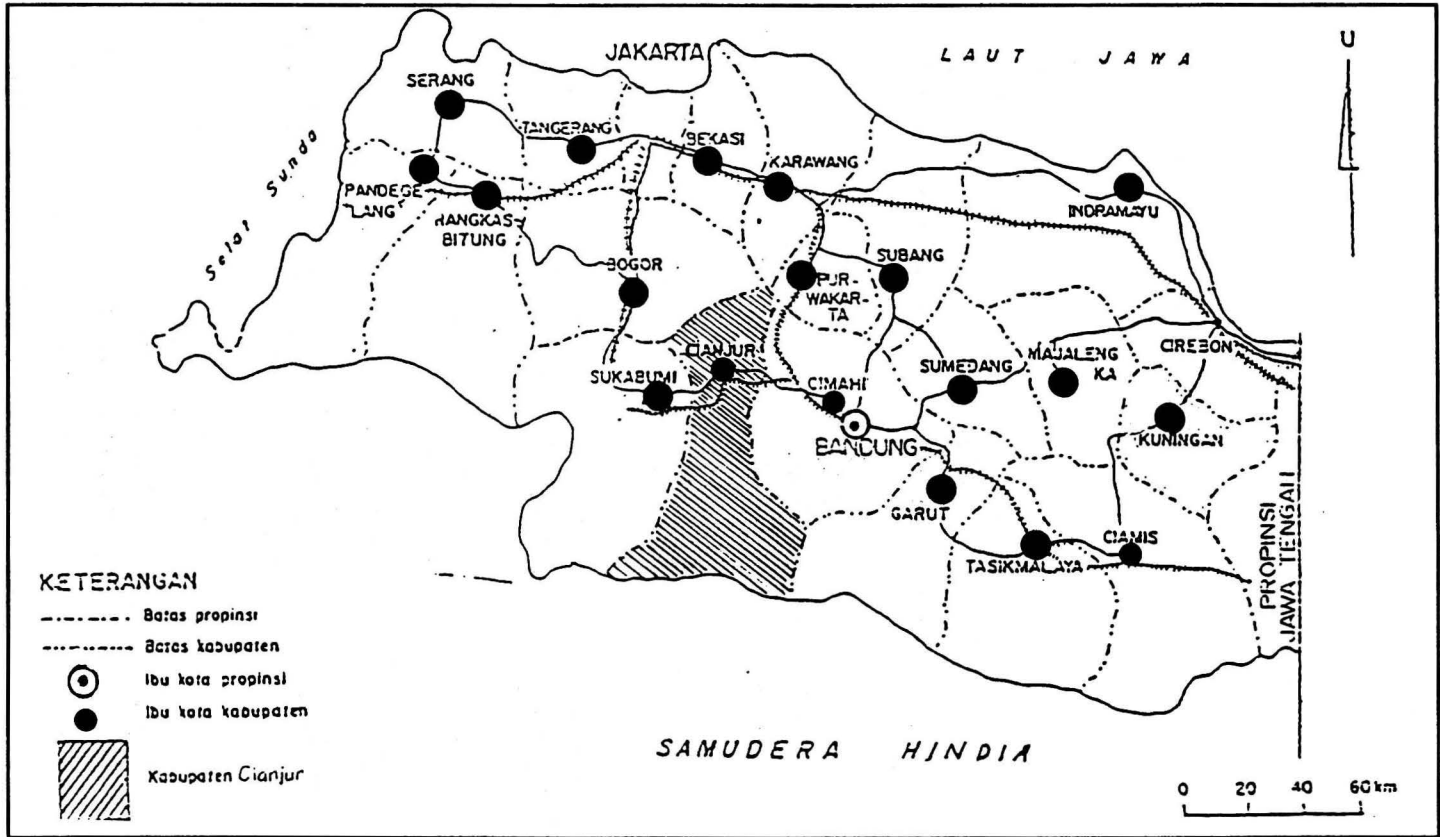 JAKARTA
LAUT JAWA
U
SERANG
TANGERANG
BEKASI
KARAWANG
Selat Sunda
PANDEGE
LANG
RANGKAS
BITUNG
INDRAMAYU
BOGOR
SUBANG
PUR-
WAKAR-
TA
CIANJUR
SUKABUMI
CIMAHI
SUMEDANG
MAJALENG
KA
CIREBON
BANDUNG
KUNINGAN
GARUT
TASIKMALAYA
CIAMIS
PROPINSI
JAWA TENGAH
KETERANGAN
Batas propinsi
Batas kabupaten
Ibu kota propinsi
Ibu kota kabupaten
Kabupaten Cianjur
SAMUDERA HINDIA
0 20 40 60 km